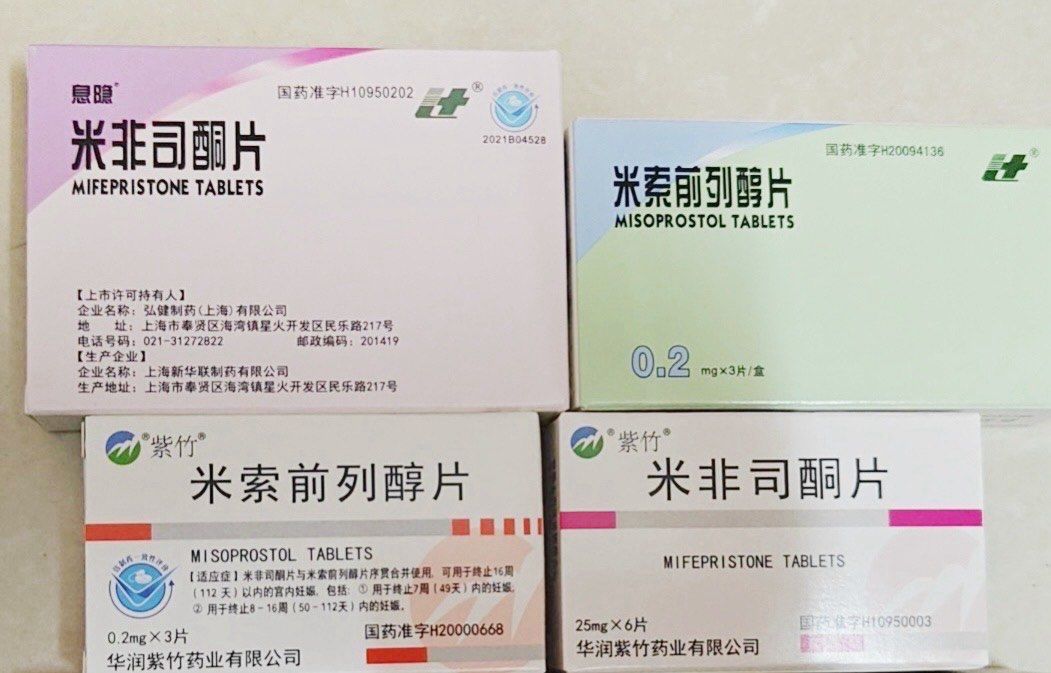 息隐®
国药准字H10950202
®
2021B04528
米非司酮片
MIFEPRISTONE TABLETS
【上市许可持有人】
企业名称：弘健制药(上海)有限公司
地 址：上海市奉贤区海湾镇星火开发区民乐路217号
电话号码：021-31272822 邮政编码：201419
【生产企业】
企业名称：上海新华联制药有限公司
生产地址：上海市奉贤区海湾镇星火开发区民乐路217号
国药准字H20094136
®
米索前列醇片
MISOPROSTOL TABLETS
0.2 mg×3片/盒
®紫竹®
米索前列醇片
MISOPROSTOL TABLETS
【适应症】米非司酮片与米索前列醇片序贯合并使用，可用于终止16周
(112天)以内的宫内妊娠。包括：①用于终止7周（49天）内的妊娠。
②用于终止8-16周（50-112天）内的妊娠。
0.2mg×3片
国药准字H20000668
华润紫竹药业有限公司
®紫竹®
米非司酮片
MIFEPRISTONE TABLETS
25mg×6片
国药准字H10950003
华润紫竹药业有限公司